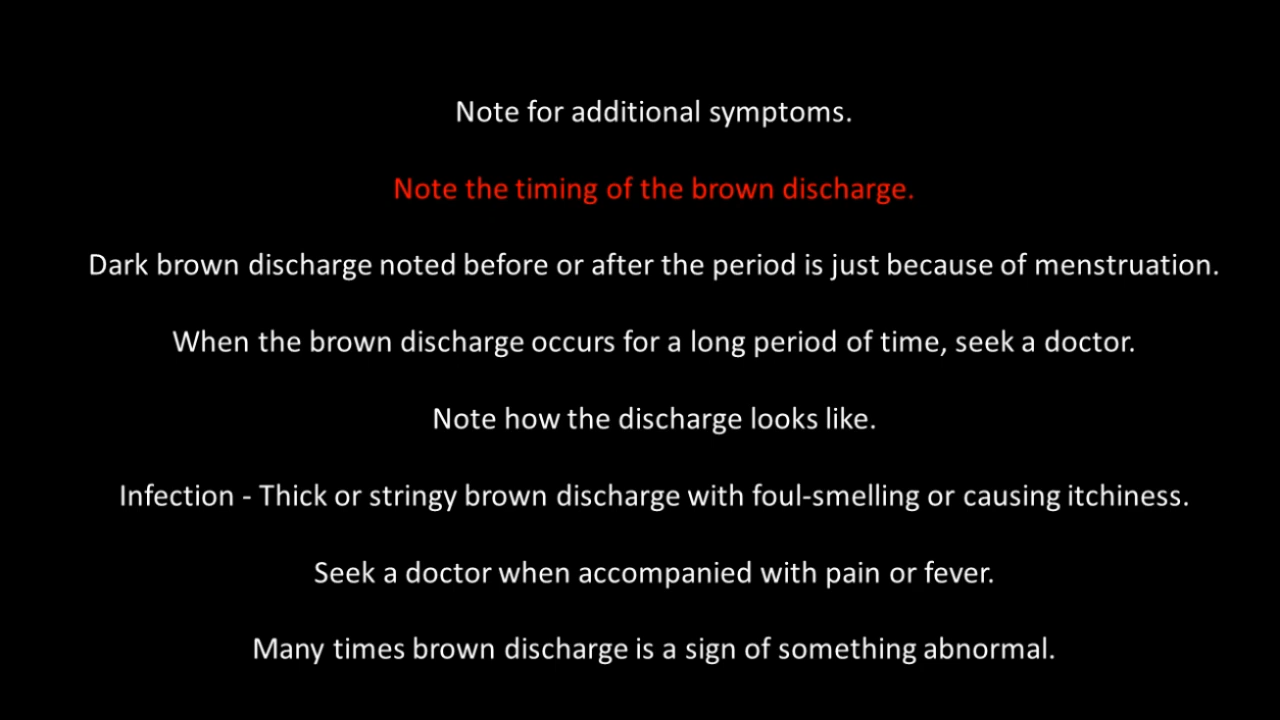 Note for additional symptoms.
Note the timing of the brown discharge.
Dark brown discharge noted before or after the period is just because of menstruation.
When the brown discharge occurs for a long period of time, seek a doctor.
Note how the discharge looks like.
Infection - Thick or stringy brown discharge with foul-smelling or causing itchiness.
Seek a doctor when accompanied with pain or fever.
Many times brown discharge is a sign of something abnormal.